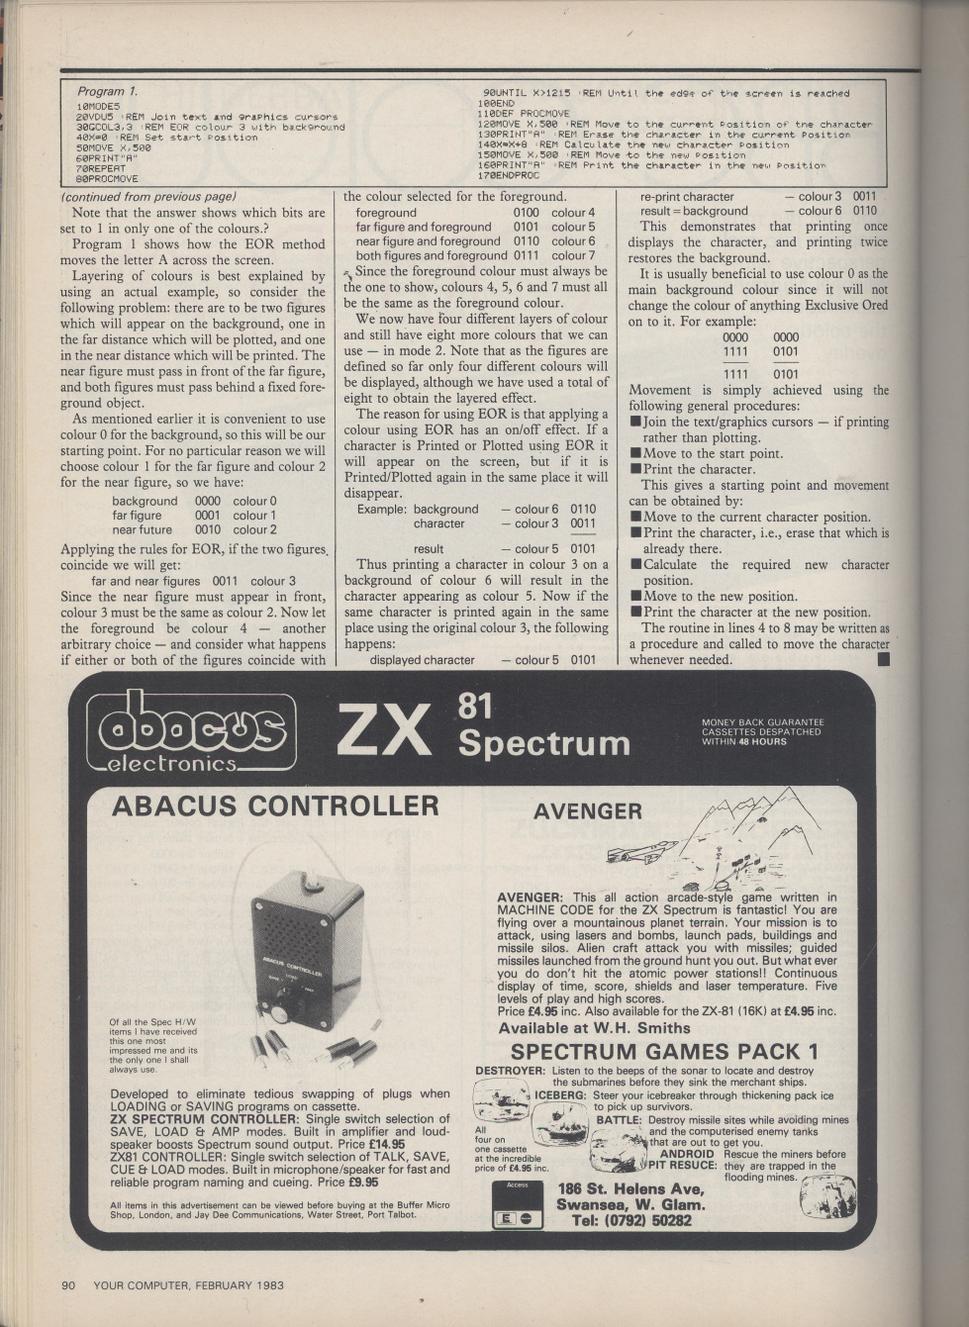 Program 1.
10MODE5
20VDU5 :REM Join text and graphics cursors
30GCOL3,3 :REM EOR colour 3 with background
40X=0 :REM Set start position
50MOVE X,500
60PRINT"A"
70REPEAT
80PROCMOVE
90UNTIL X>1215 :REM Until the edge of the screen is reached
100END
110DEF PROCMOVE
120MOVE X,500 :REM Move to the current position of the character
130PRINT"A" :REM Erase the character in the current position
140X=X+8 :REM Calculate the new character position
150MOVE X,500 :REM Move to the new position
160PRINT"A" :REM Print the character in the new position
170ENDPROC
(continued from previous page)
Note that the answer shows which bits are
set to 1 in only one of the colours.?
Program 1 shows how the EOR method
moves the letter A across the screen.
Layering of colours is best explained by
using an actual example, so consider the
following problem: there are to be two figures
which will appear on the background, one in
the far distance which will be plotted, and one
in the near distance which will be printed. The
near figure must pass in front of the far figure,
and both figures must pass behind a fixed fore-
ground object.
As mentioned earlier it is convenient to use
colour 0 for the background, so this will be our
starting point. For no particular reason we will
choose colour 1 for the far figure and colour 2
for the near figure, so we have:
background 0000 colour 0
far figure 0001 colour 1
near future 0010 colour 2
Applying the rules for EOR, if the two figures
coincide we will get:
far and near figures 0011 colour 3
Since the near figure must appear in front,
colour 3 must be the same as colour 2. Now let
the foreground be colour 4 — another
arbitrary choice — and consider what happens
if either or both of the figures coincide with
the colour selected for the foreground.
foreground 0100 colour 4
far figure and foreground 0101 colour 5
near figure and foreground 0110 colour 6
both figures and foreground 0111 colour 7
Since the foreground colour must always be
the one to show, colours 4, 5, 6 and 7 must all
be the same as the foreground colour.
We now have four different layers of colour
and still have eight more colours that we can
use — in mode 2. Note that as the figures are
defined so far only four different colours will
be displayed, although we have used a total of
eight to obtain the layered effect.
The reason for using EOR is that applying a
colour using EOR has an on/off effect. If a
character is Printed or Plotted using EOR it
will appear on the screen, but if it is
Printed/Plotted again in the same place it will
disappear.
Example: background — colour 6 0110
character — colour 3 0011
result — colour 5 0101
Thus printing a character in colour 3 on a
background of colour 6 will result in the
character appearing as colour 5. Now if the
same character is printed again in the same
place using the original colour 3, the following
happens:
displayed character — colour 5 0101
re-print character — colour 3 0011
result = background — colour 6 0110
This demonstrates that printing once
displays the character, and printing twice
restores the background.
It is usually beneficial to use colour 0 as the
main background colour since it will not
change the colour of anything Exclusive Ored
on to it. For example:
0000 0000
1111 0101
1111 0101
Movement is simply achieved using the
following general procedures:
■ Join the text/graphics cursors — if printing
rather than plotting.
■ Move to the start point.
■ Print the character.
This gives a starting point and movement
can be obtained by:
■ Move to the current character position.
■ Print the character, i.e., erase that which is
already there.
■ Calculate the required new character
position.
■ Move to the new position.
■ Print the character at the new position.
The routine in lines 4 to 8 may be written as
a procedure and called to move the character
whenever needed. ■
abacus
electronics
ZX 81
Spectrum
MONEY BACK GUARANTEE
CASSETTES DESPATCHED
WITHIN 48 HOURS
ABACUS CONTROLLER
ABACUS CONTROLLER
Of all the Spec H/W
items I have received
this one most
impressed me and its
the only one I shall
always use.
Developed to eliminate tedious swapping of plugs when
LOADING or SAVING programs on cassette.
ZX SPECTRUM CONTROLLER: Single switch selection of
SAVE, LOAD & AMP modes. Built in amplifier and loud-
speaker boosts Spectrum sound output. Price £14.95
ZX81 CONTROLLER: Single switch selection of TALK, SAVE,
CUE & LOAD modes. Built in microphone/speaker for fast and
reliable program naming and cueing. Price £9.95
All items in this advertisement can be viewed before buying at the Buffer Micro
Shop, London, and Jay Dee Communications, Water Street, Port Talbot.
AVENGER
AVENGER: This all action arcade-style game written in
MACHINE CODE for the ZX Spectrum is fantastic! You are
flying over a mountainous planet terrain. Your mission is to
attack, using lasers and bombs, launch pads, buildings and
missile silos. Alien craft attack you with missiles; guided
missiles launched from the ground hunt you out. But what ever
you do don't hit the atomic power stations!! Continuous
display of time, score, shields and laser temperature. Five
levels of play and high scores.
Price £4.95 inc. Also available for the ZX-81 (16K) at £4.95 inc.
Available at W.H. Smiths
SPECTRUM GAMES PACK 1
DESTROYER: Listen to the beeps of the sonar to locate and destroy
the submarines before they sink the merchant ships.
ICEBERG: Steer your icebreaker through thickening pack ice
to pick up survivors.
BATTLE: Destroy missile sites while avoiding mines
and the computerised enemy tanks
that are out to get you.
ANDROID PIT RESUCE: Rescue the miners before
they are trapped in the
flooding mines.
All
four on
one cassette
at the incredible
price of £4.95 inc.
Access
186 St. Helens Ave,
Swansea, W. Glam.
Tel: (0792) 50282
90 YOUR COMPUTER, FEBRUARY 1983